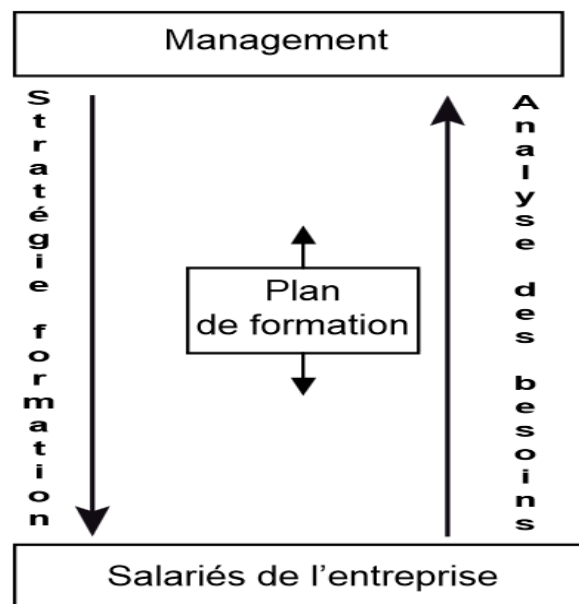 Management
Stratégie formation
Analyse des besoins
Plan
de formation
Salariés de l'entreprise